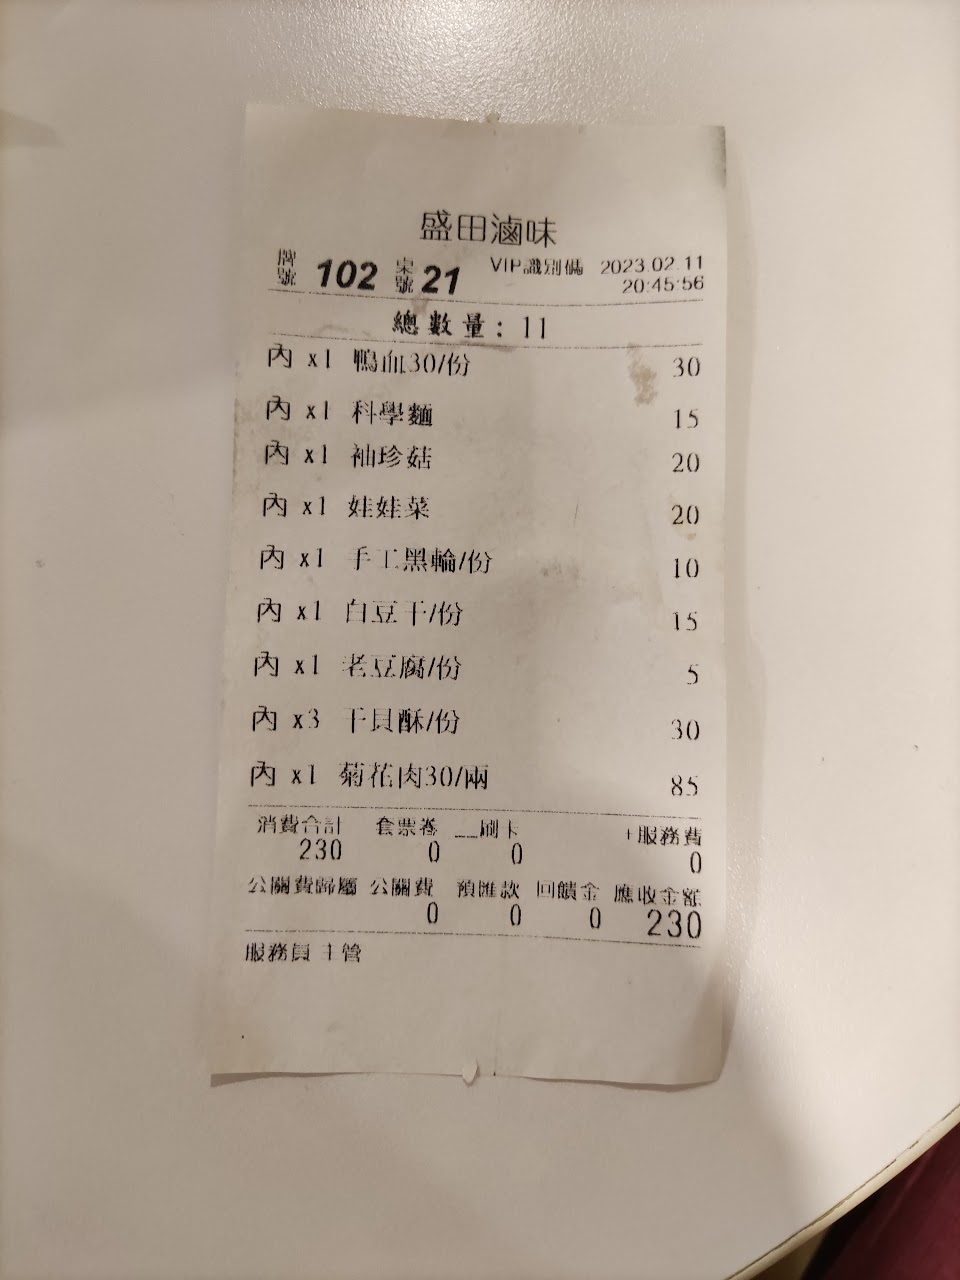 盛田滷味
牌號 102 桌號 21 VIP識別碼 2023.02.11
20:45:56
總數量: 11
內 x1 鴨血30/份 30
內 x1 科學麵 15
內 x1 袖珍菇 20
內 x1 娃娃菜 20
內 x1 手工黑輪/份 10
內 x1 白豆干/份 15
內 x1 老豆腐/份 5
內 x3 干貝酥/份 30
內 x1 菊花肉30/兩 85
消費合計 套票卷 __刷卡 +服務費
230 0 0 0
公關費歸屬 公關費 預匯款 回饋金 應收金額
0 0 0 230
服務員 主管